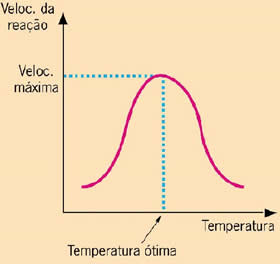 Veloc. da
reação
Veloc.
máxima
Temperatura
Temperatura ótima